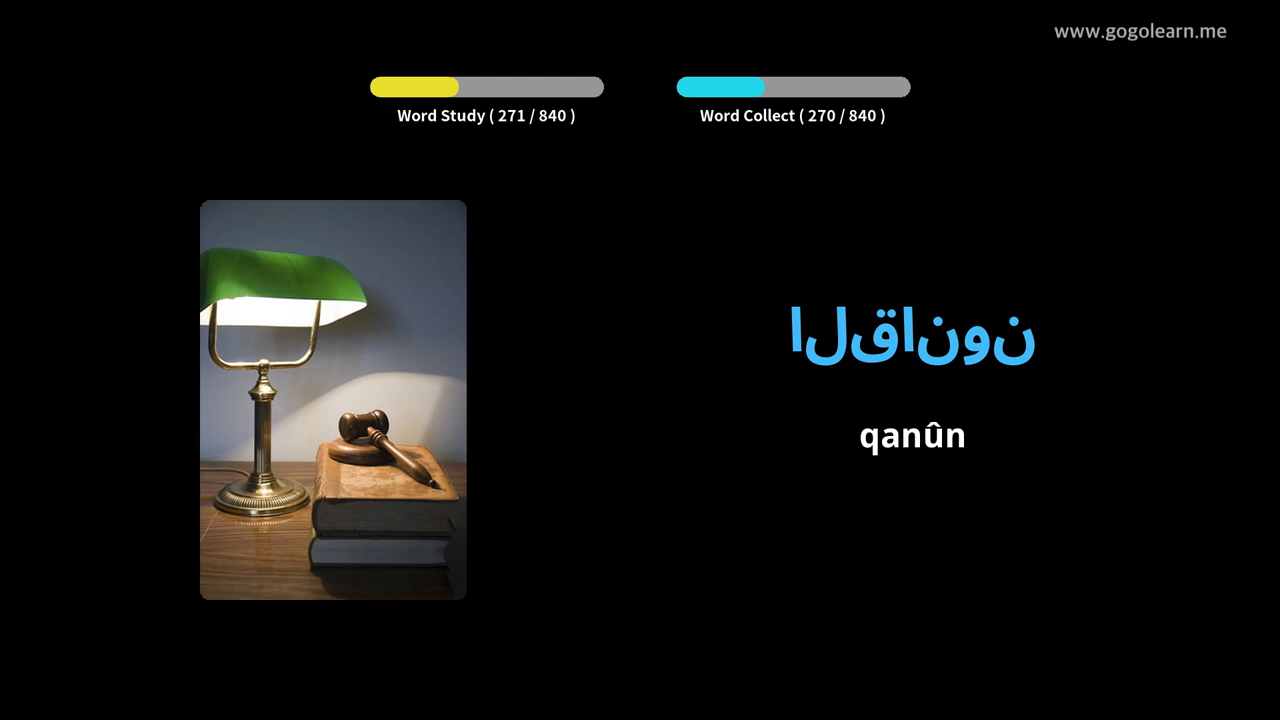 www.gogolearn.me
Word Study ( 271 / 840 )
Word Collect ( 270 / 840 )
القانون
qanûn